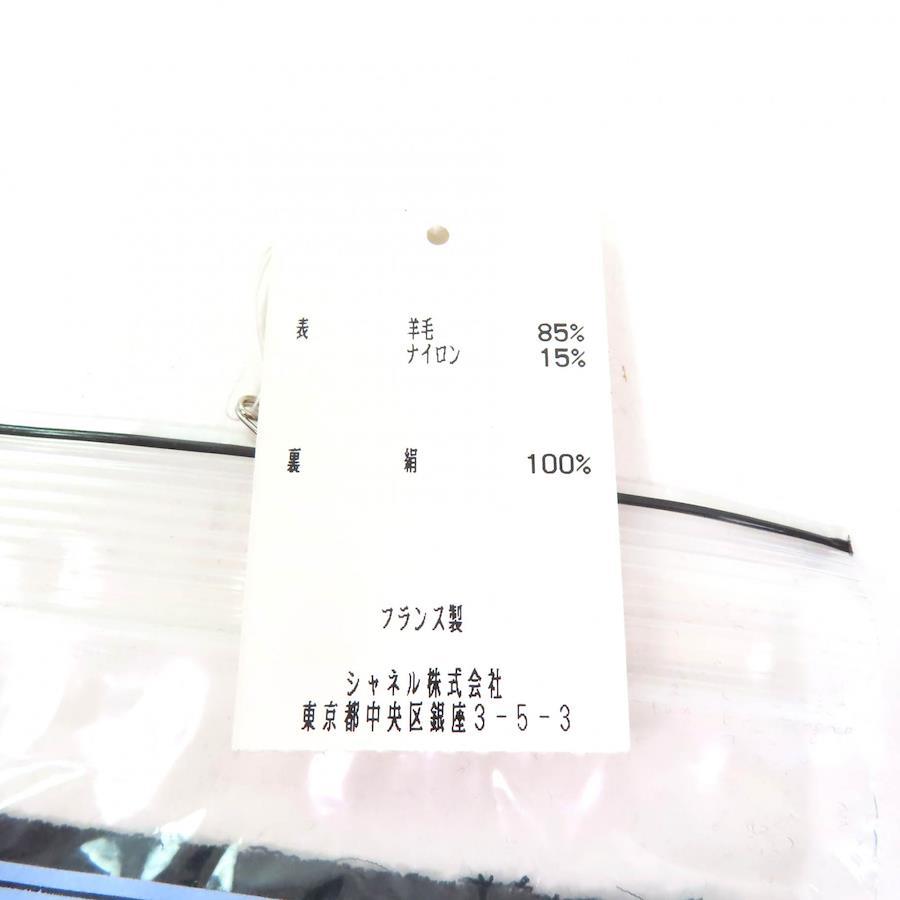 表 羊毛 85%
ナイロン 15%
裏 絹 100%
フランス製
シャネル株式会社
東京都中央区銀座3-5-3